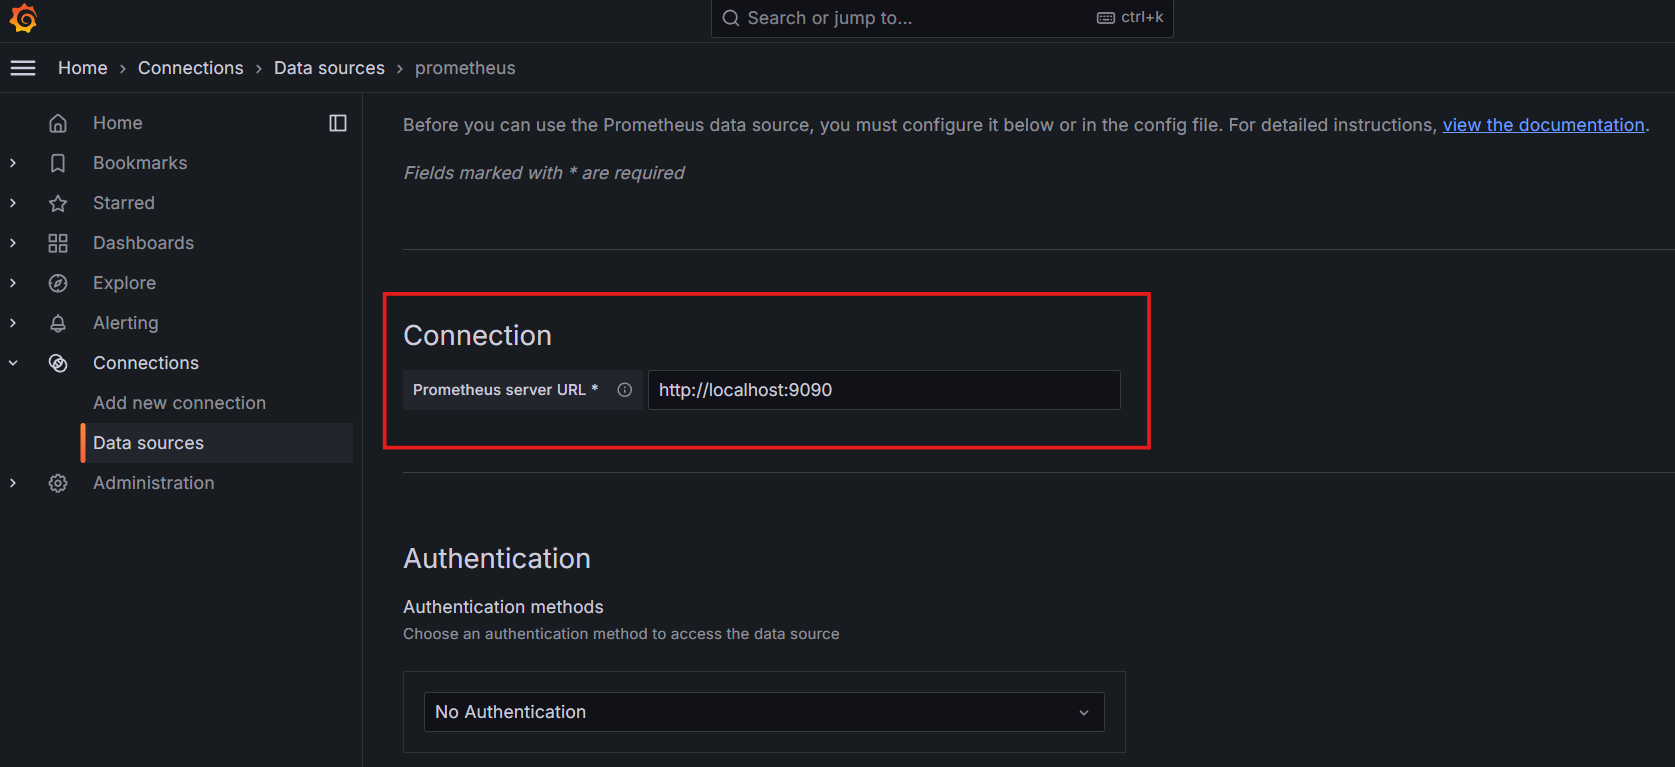 Search or jump to... ctrl+k
Home › Connections › Data sources › prometheus
Home
Bookmarks
Starred
Dashboards
Explore
Alerting
Connections
Add new connection
Data sources
Administration
Before you can use the Prometheus data source, you must configure it below or in the config file. For detailed instructions, view the documentation.
Fields marked with * are required
Connection
Prometheus server URL * http://localhost:9090
Authentication
Authentication methods
Choose an authentication method to access the data source
No Authentication